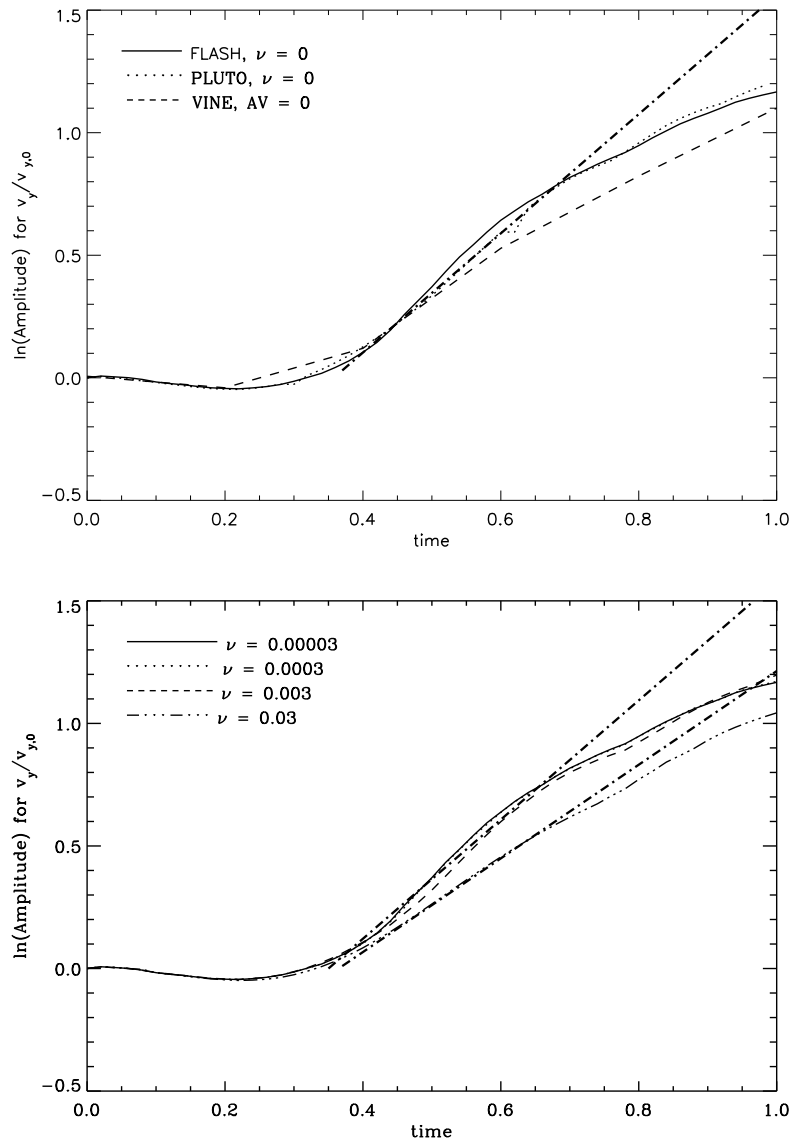 1.5
FLASH, ν = 0
PLUTO, ν = 0
VINE, AV = 0
1.0
0.5
0.0
−0.5
ln(Amplitude) for v_y/v_{y,0}
0.0 0.2 0.4 0.6 0.8 1.0
time
1.5
ν = 0.00003
ν = 0.0003
ν = 0.003
ν = 0.03
1.0
0.5
0.0
−0.5
ln(Amplitude) for v_y/v_{y,0}
0.0 0.2 0.4 0.6 0.8 1.0
time